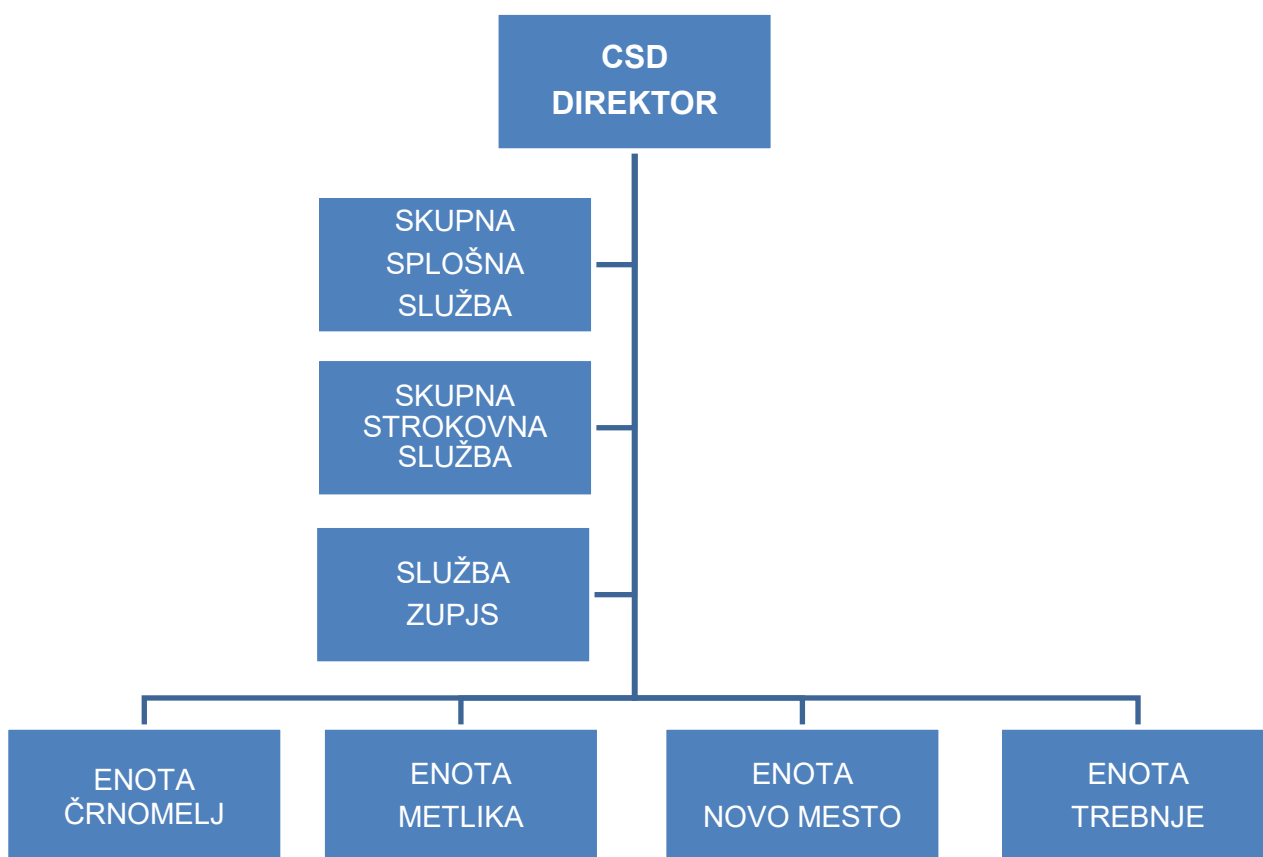 CSD
DIREKTOR
SKUPNA
SPLOŠNA
SLUŽBA
SKUPNA
STROKOVNA
SLUŽBA
SLUŽBA
ZUPJS
ENOTA
ČRNOMELJ
ENOTA
METLIKA
ENOTA
NOVO MESTO
ENOTA
TREBNJE